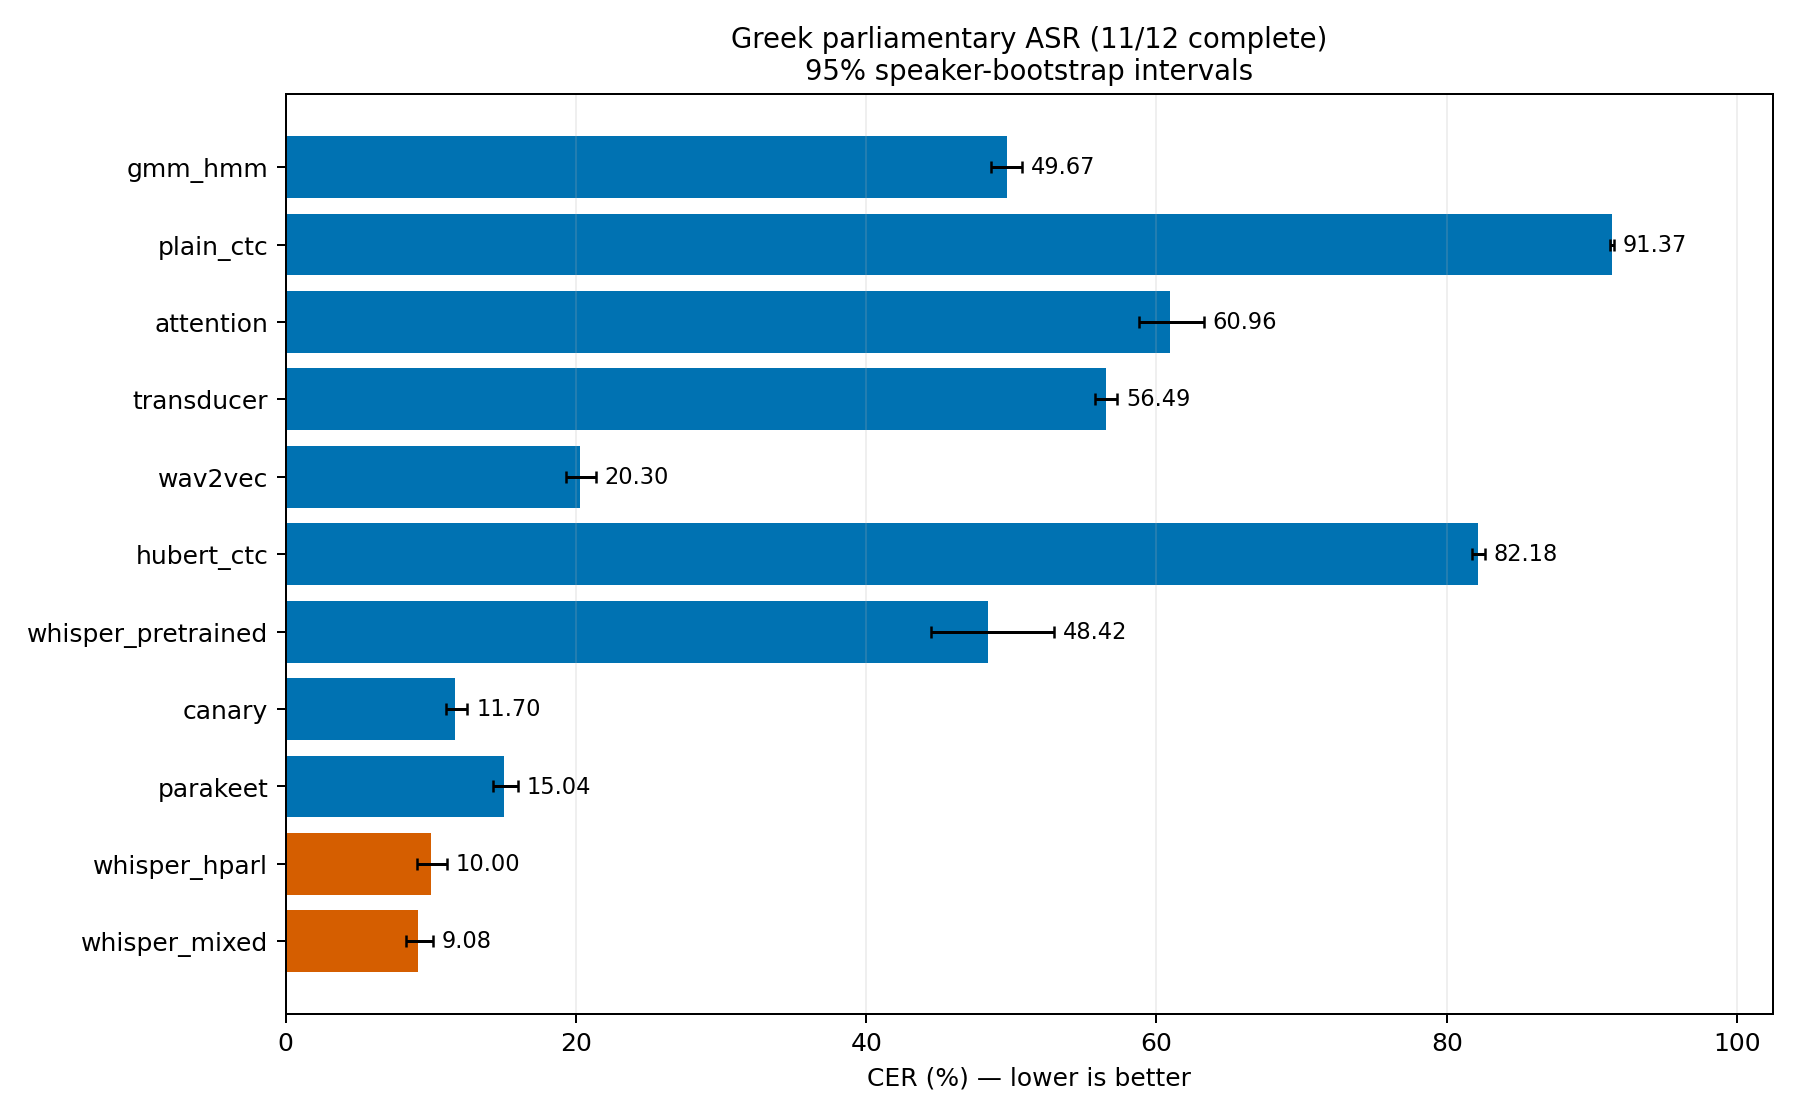 Greek parliamentary ASR (11/12 complete)
95% speaker-bootstrap intervals
gmm_hmm 49.67
plain_ctc 91.37
attention 60.96
transducer 56.49
wav2vec 20.30
hubert_ctc 82.18
whisper_pretrained 48.42
canary 11.70
parakeet 15.04
whisper_hparl 10.00
whisper_mixed 9.08
0 20 40 60 80 100
CER (%) — lower is better